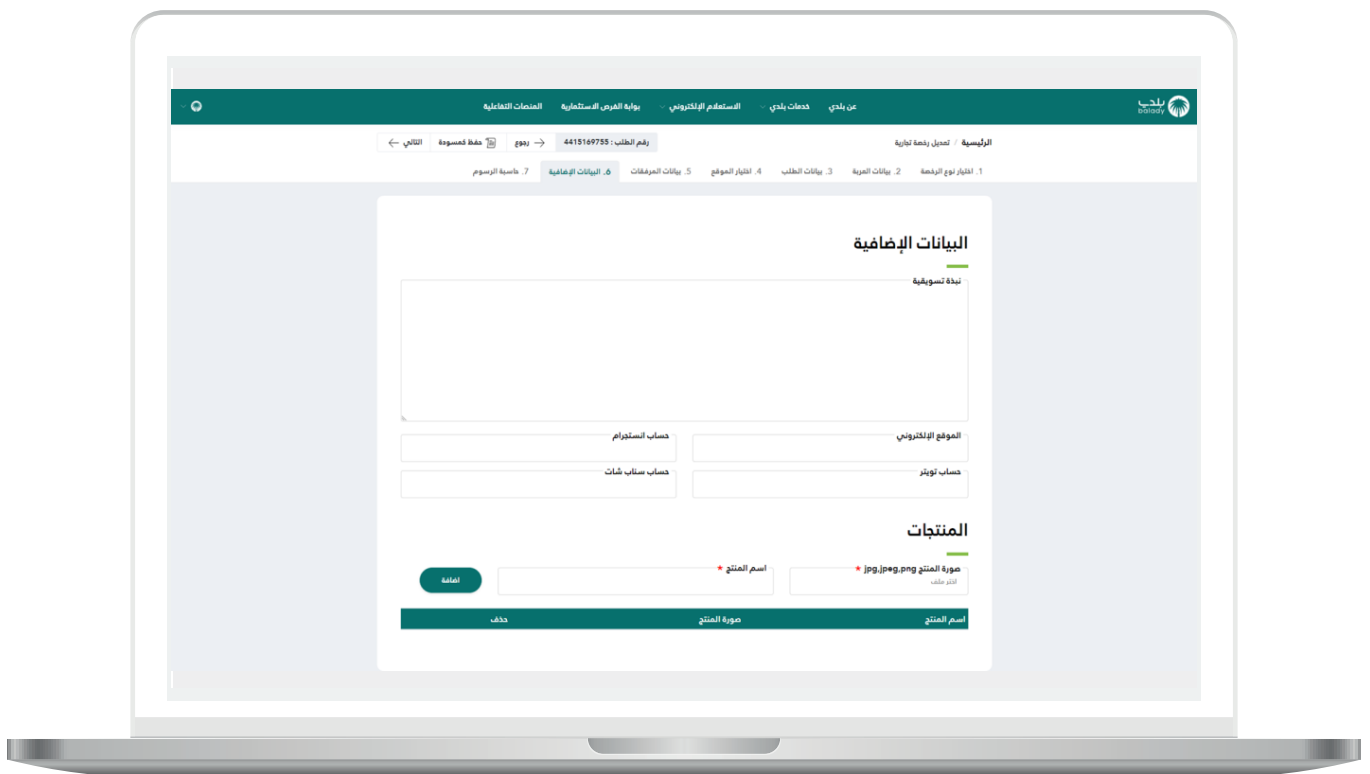 بلدي
balady
عن بلدي خدمات بلدي الاستعلام الإلكتروني بوابة الفرص الاستثمارية المنصات التفاعلية
الرئيسية / تعديل رخصة تجارية
رقم الطلب : 4415169755 رجوع حفظ كمسودة التالي
1. اختيار نوع الرخصة 2. بيانات العربة 3. بيانات الطلب 4. اختيار الموقع 5. بيانات المرفقات 6. البيانات الإضافية 7. حاسبة الرسوم
البيانات الإضافية
نبذة تسويقية
الموقع الإلكتروني حساب انستجرام
حساب تويتر حساب سناب شات
المنتجات
صورة المنتج jpg,jpeg,png * اسم المنتج * اضافة
اختر ملف
اسم المنتج صورة المنتج حذف